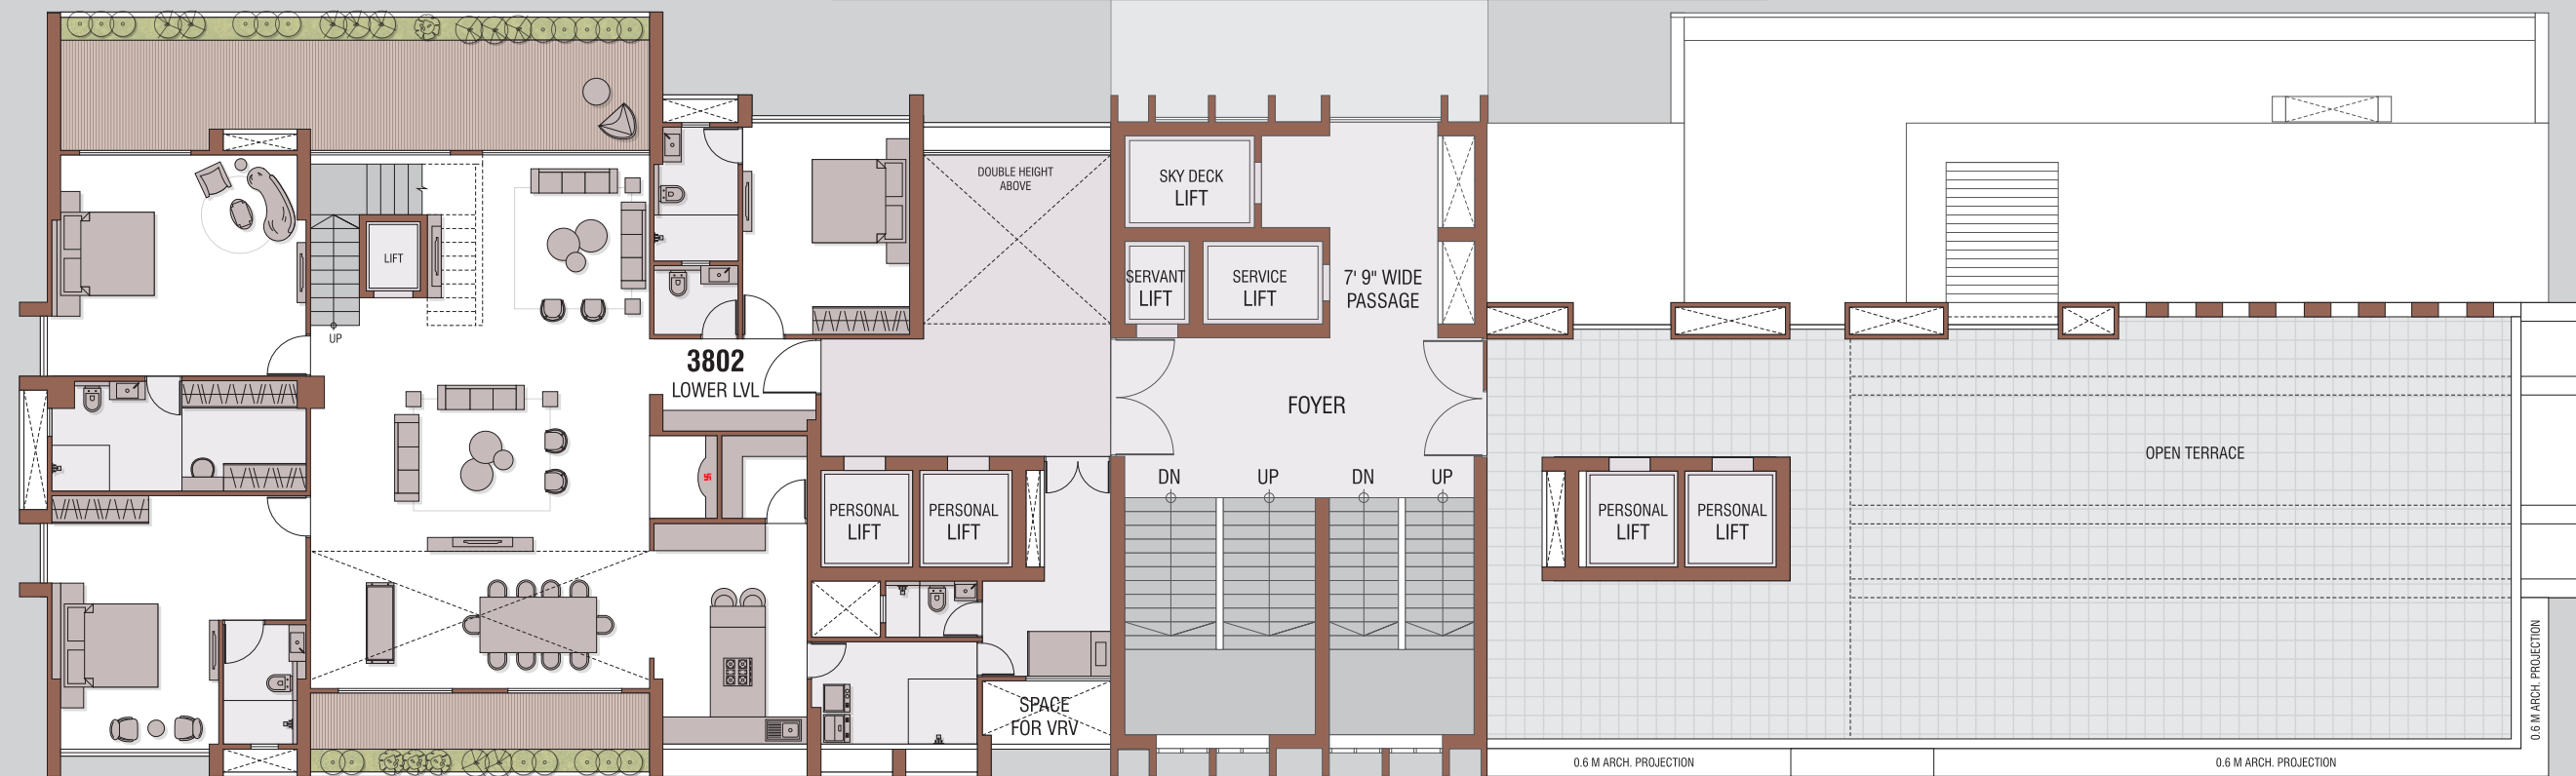 DOUBLE HEIGHT
ABOVE
SKY DECK
LIFT
LIFT
SERVANT
LIFT
SERVICE
LIFT
7' 9" WIDE
PASSAGE
UP
3802
LOWER LVL
FOYER
OPEN TERRACE
DN
UP
DN
UP
PERSONAL
LIFT
PERSONAL
LIFT
PERSONAL
LIFT
PERSONAL
LIFT
SPACE
FOR VRV
0.6 M ARCH. PROJECTION
0.6 M ARCH. PROJECTION
0.6 M ARCH. PROJECTION